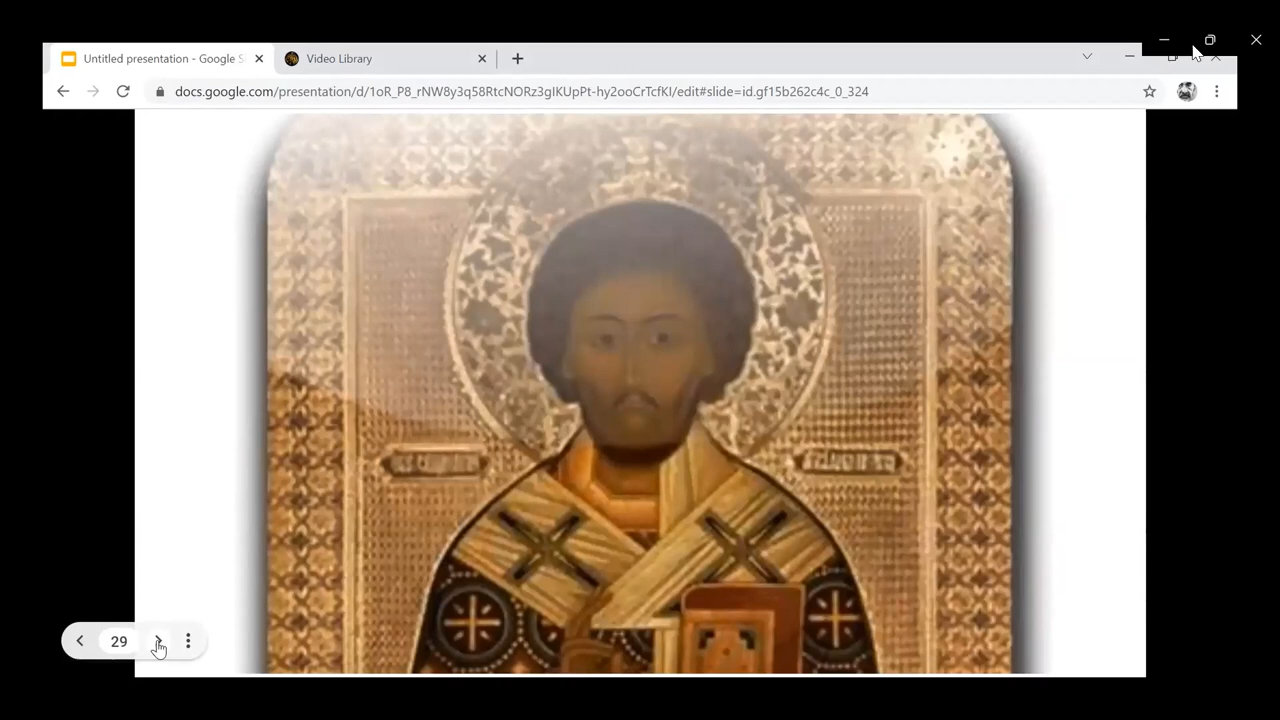 Untitled presentation - Google S
Video Library
docs.google.com/presentation/d/1oR_P8_rNW8y3q58RtcNORz3gIKUpPt-hy2ooCrTcfKI/edit#slide=id.gf15b262c4c_0_324
29